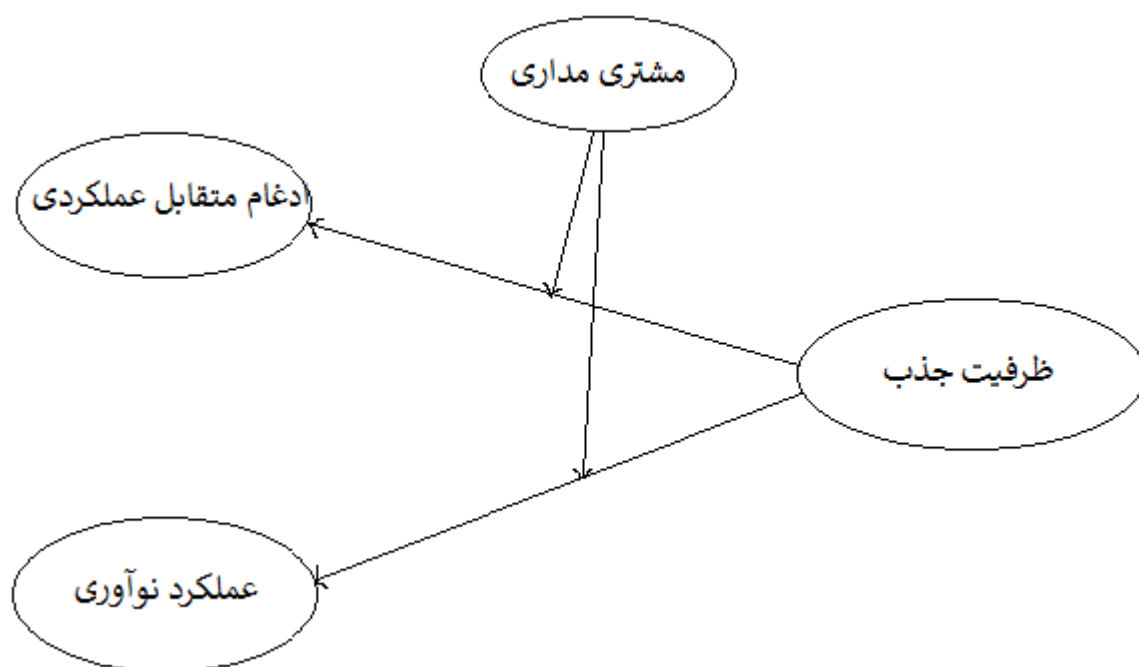 مشتری مداری
ادغام متقابل عملکردی
ظرفیت جذب
عملکرد نوآوری